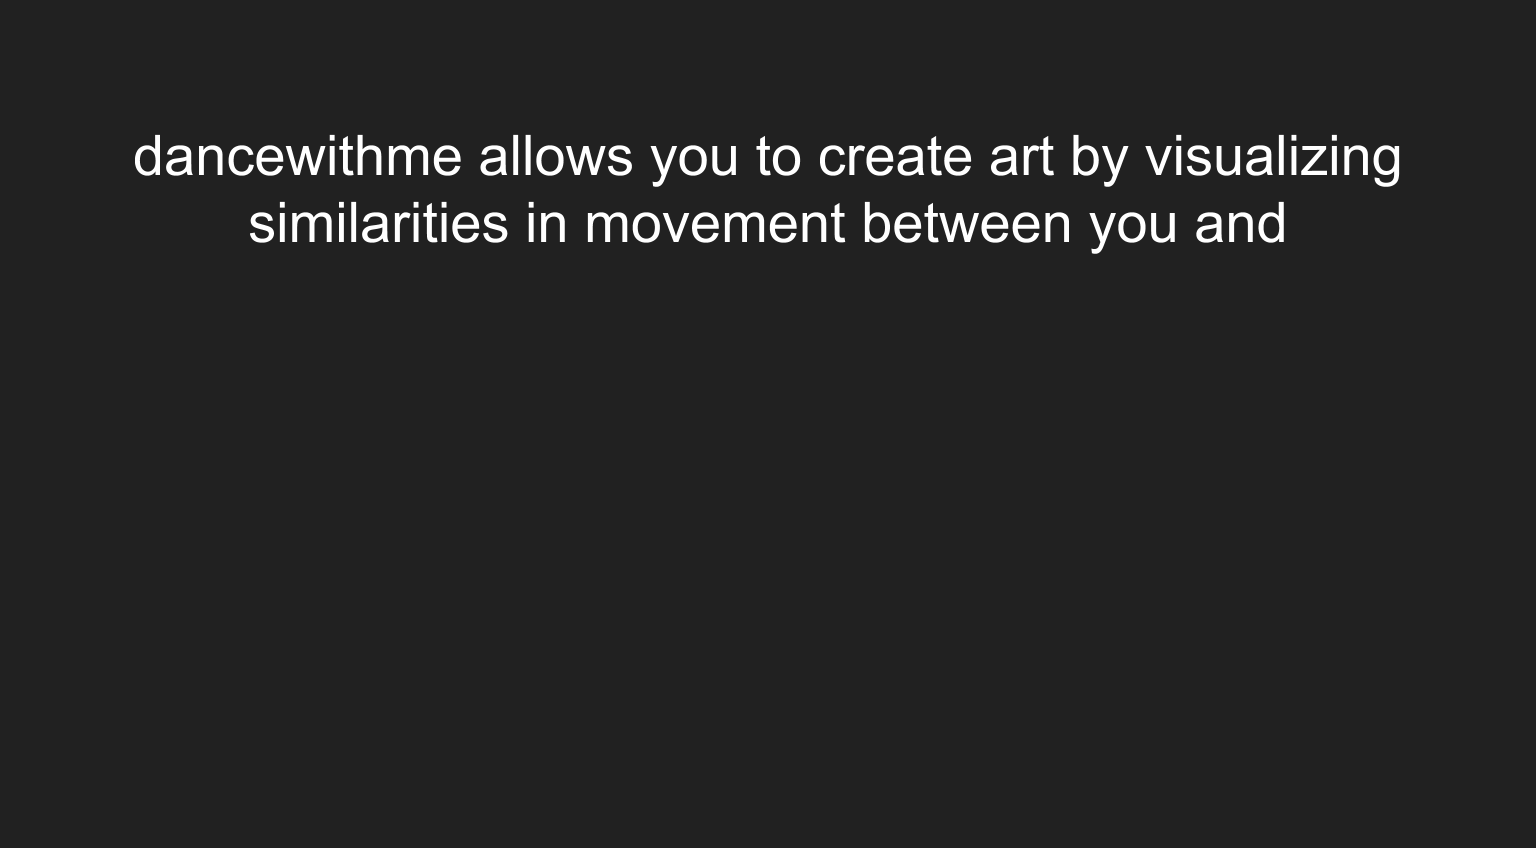 dancewithme allows you to create art by visualizing
similarities in movement between you and